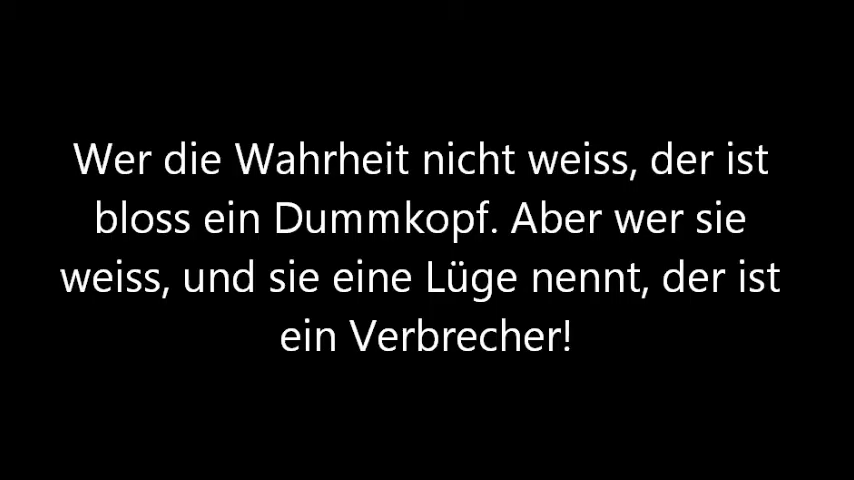 Wer die Wahrheit nicht weiss, der ist
bloss ein Dummkopf. Aber wer sie
weiss, und sie eine Lüge nennt, der ist
ein Verbrecher!